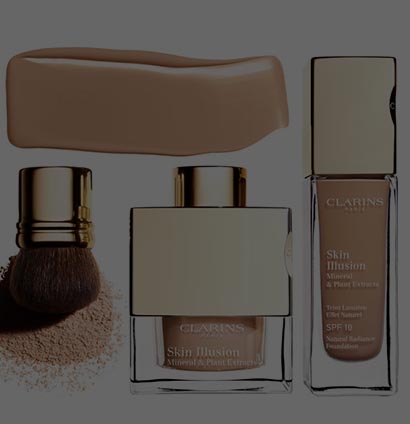 CLARINS
Skin Illusion
Mineral & Plant Extracts
CLARINS
PARIS
Skin
Illusion
Mineral
& Plant Extracts
Teint Lumière
Effet Naturel
SPF 10
Natural Radiance
Foundation